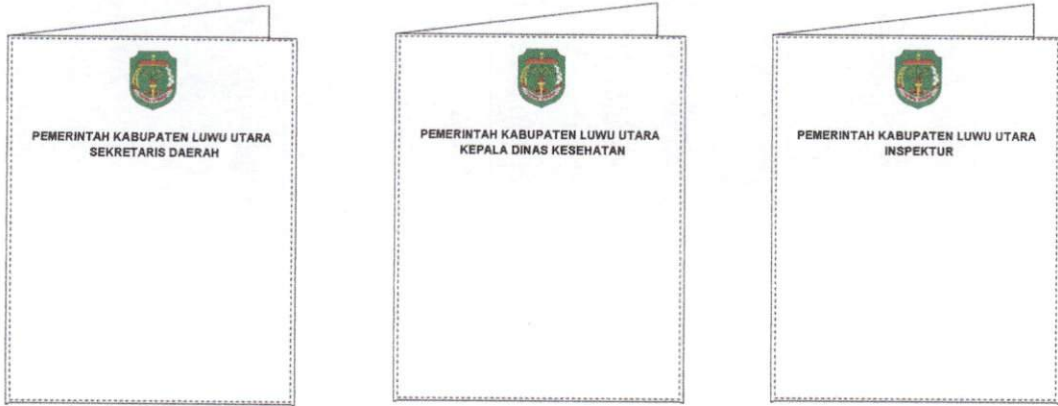 PEMERINTAH KABUPATEN LUWU UTARA
SEKRETARIS DAERAH
PEMERINTAH KABUPATEN LUWU UTARA
KEPALA DINAS KESEHATAN
PEMERINTAH KABUPATEN LUWU UTARA
INSPEKTUR